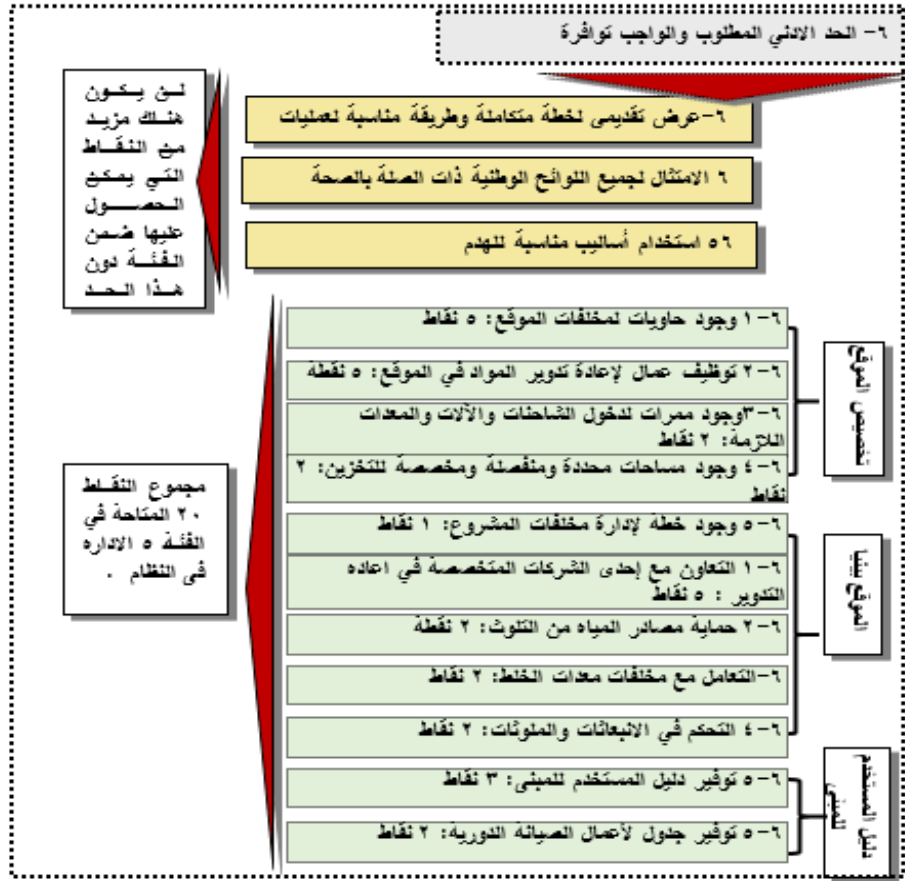 ٦- الحد الادني المطلوب والواجب توافرة
٦-عرض تقديمى لخطة متكاملة وطريقة مناسبة لعمليات
٦ الامتثال لجميع اللوائح الوطنية ذات الصلة بالصحة
٥٦ استخدام أساليب مناسبة للهدم
لن يكون
هناك مزيد
من النقاط
التي يمكن
الحصول
عليها ضمن
الفئة دون
هذا الحد
تخصيص الموقع
٦-١ وجود حاويات لمخلفات الموقع: ٥ نقاط
٦-٢ توظيف عمال لإعادة تدوير المواد في الموقع: ٥ نقطة
٦-٣وجود ممرات لدخول الشاحنات والآلات والمعدات
اللازمة: ٢ نقاط
٦-٤ وجود مساحات محددة ومنفصلة ومخصصة للتخزين: ٢
نقاط
الموقع بيئيا
٦-٥ وجود خطة لإدارة مخلفات المشروع: ١ نقاط
٦-١ التعاون مع إحدى الشركات المتخصصة في اعاده
التدوير : ٥ نقاط
٦-٢ حماية مصادر المياه من التلوث: ٢ نقطة
٦-التعامل مع مخلفات معدات الخلط: ٢ نقاط
٦-٤ التحكم في الانبعاثات والملوثات: ٢ نقاط
دليل المستخدم
للمبنى
٦-٥ توفير دليل المستخدم للمبنى: ٣ نقاط
٦-٥ توفير جدول لأعمال الصيانة الدورية: ٢ نقاط
مجموع النقاط
٢٠ المتاحة في
الفئة ٥ الاداره
فى النظام .